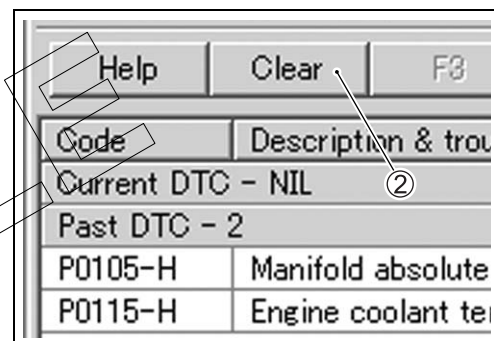 Help Clear F3
Code Description & trou
Current DTC - NIL
②
Past DTC - 2
P0105-H Manifold absolute
P0115-H Engine coolant ter